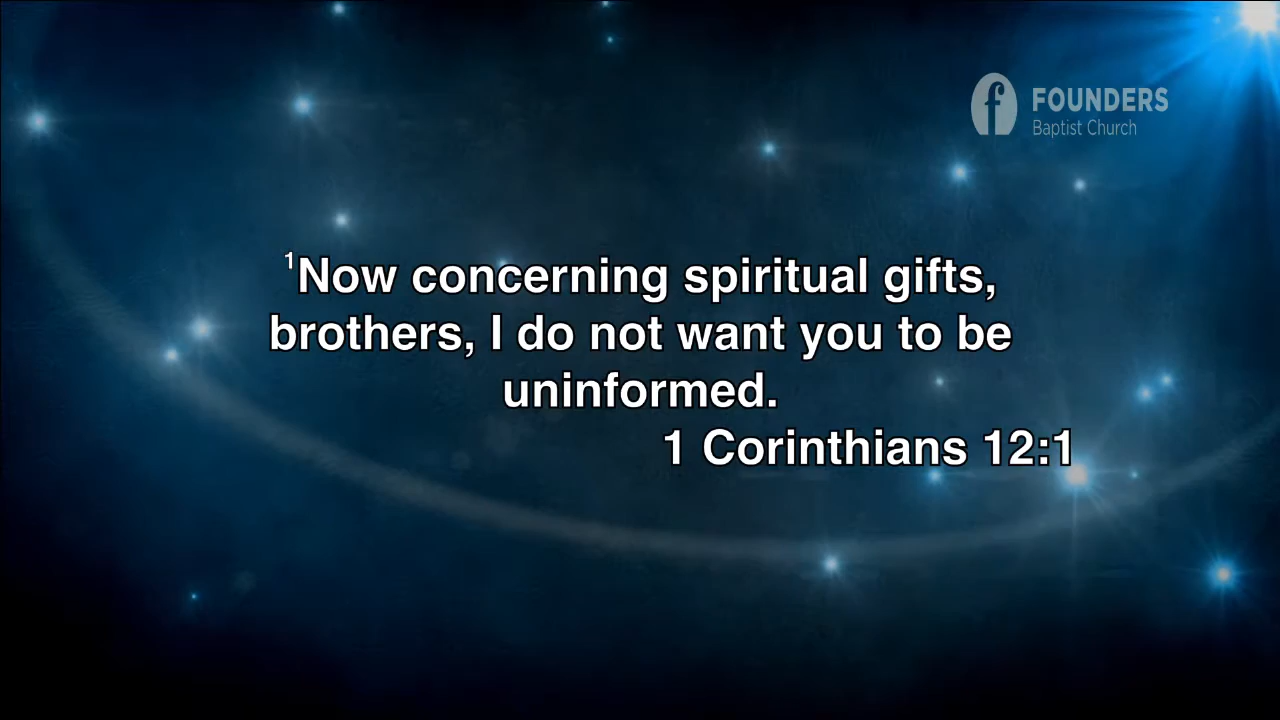 FOUNDERS
Baptist Church
¹Now concerning spiritual gifts,
brothers, I do not want you to be
uninformed.
1 Corinthians 12:1